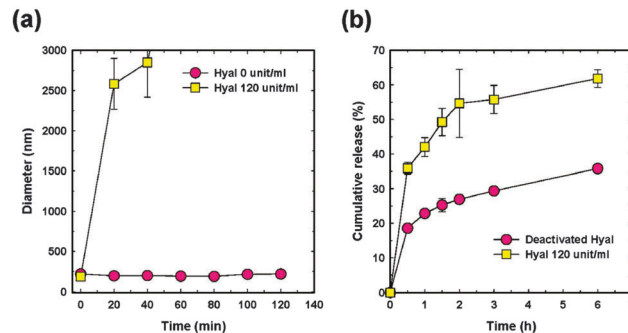 (a)
3000
2500
2000
1500
1000
500
250
0
Diameter (nm)
Hyal 0 unit/ml
Hyal 120 unit/ml
0 20 40 60 80 100 120 140
Time (min)
(b)
70
60
50
40
30
20
10
0
Cumulative release (%)
Deactivated Hyal
Hyal 120 unit/ml
0 1 2 3 4 5 6
Time (h)